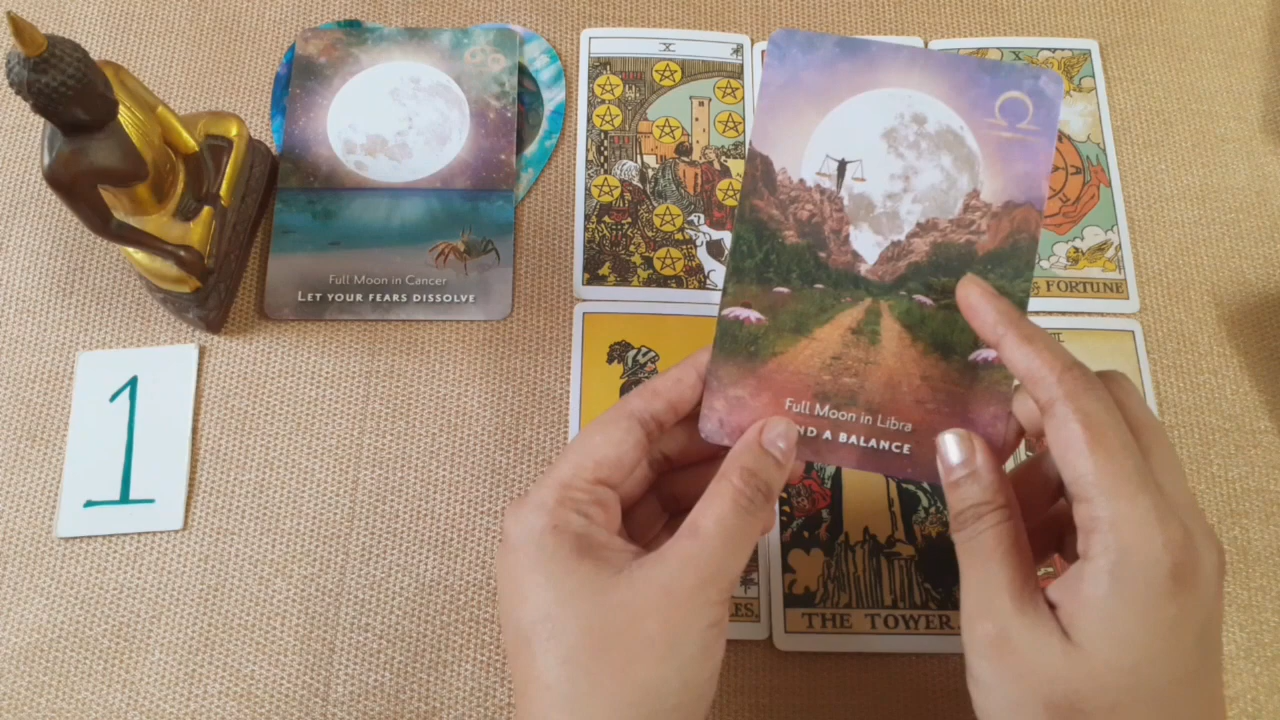 Full Moon in Cancer
LET YOUR FEARS DISSOLVE
1
X
X
FORTUNE
Full Moon in Libra
ND A BALANCE
THE TOWER.